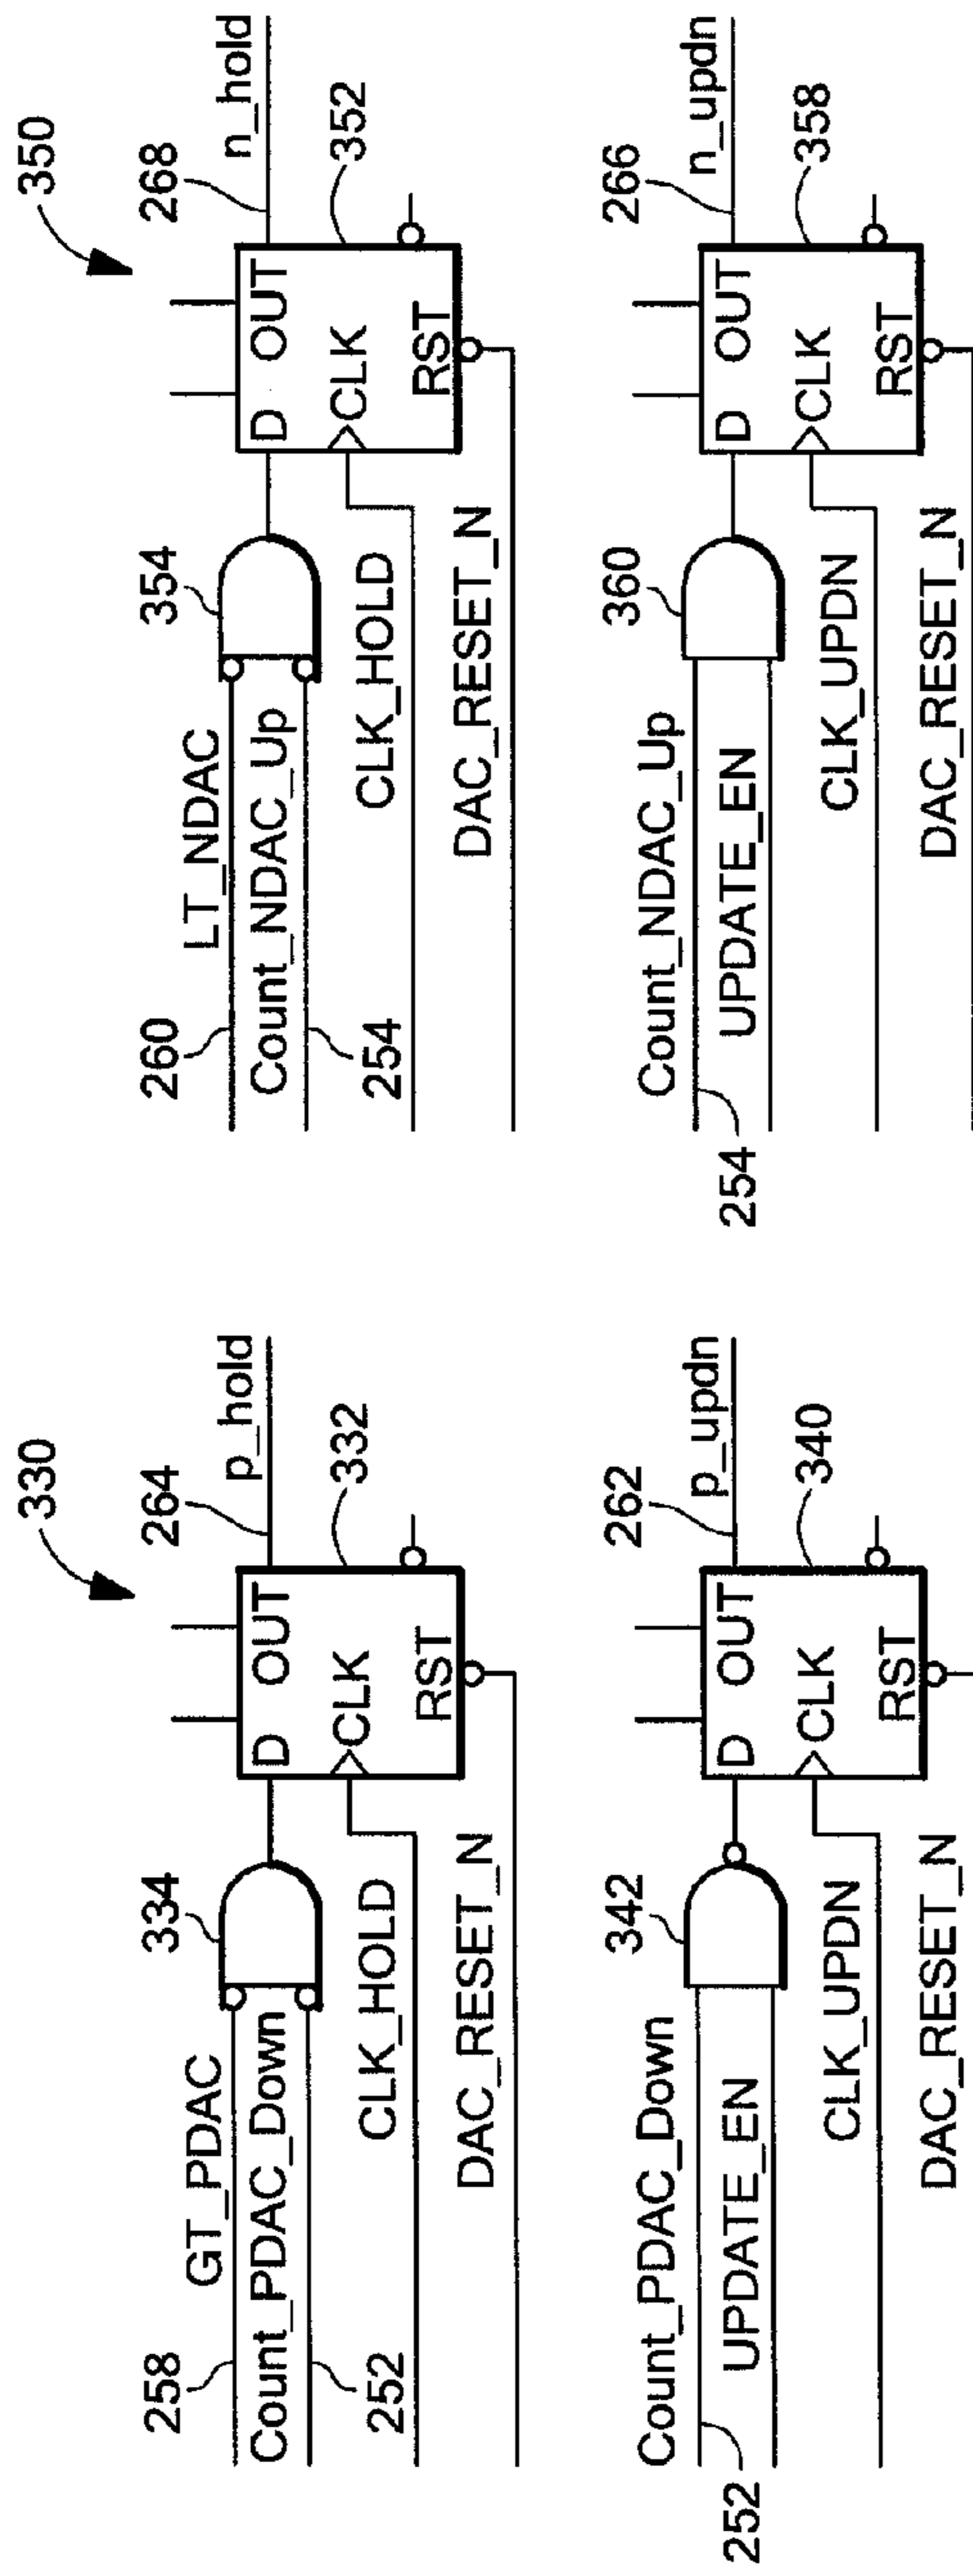 330
258
GT_PDAC
334
264
p_hold
Count_PDAC_Down
D
OUT
252
CLK
332
CLK_HOLD
RST
DAC_RESET_N
Count_PDAC_Down
342
262
p_updn
UPDATE_EN
D
OUT
252
CLK
340
CLK_UPDN
RST
DAC_RESET_N
350
260
LT_NDAC
354
268
n_hold
Count_NDAC_Up
D
OUT
254
CLK
352
CLK_HOLD
RST
DAC_RESET_N
Count_NDAC_Up
360
266
n_updn
UPDATE_EN
D
OUT
254
CLK
358
CLK_UPDN
RST
DAC_RESET_N